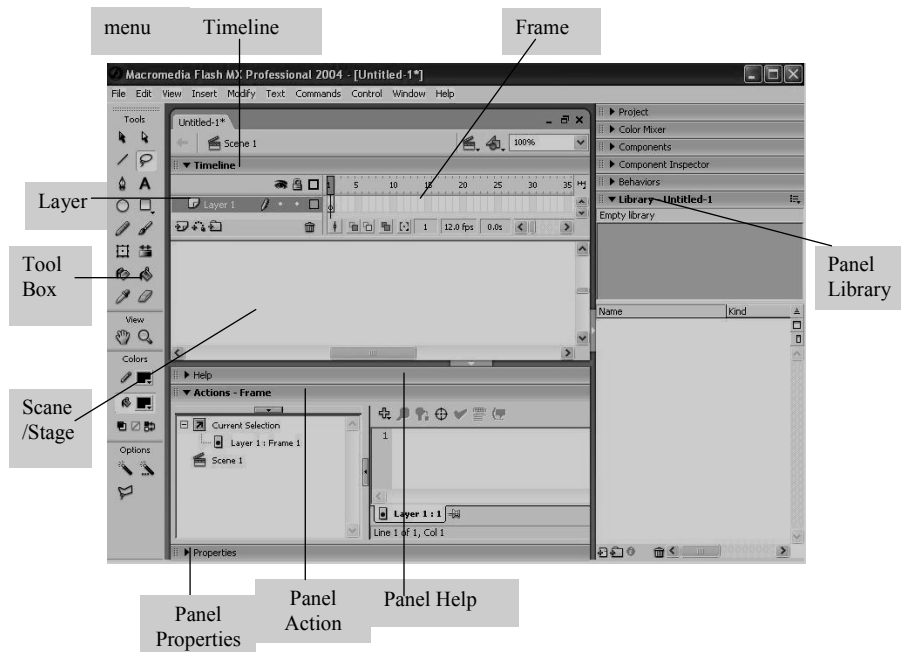 menu Timeline Frame
Macromedia Flash MX Professional 2004 - [Untitled-1*]
File Edit View Insert Modify Text Commands Control Window Help
Tools
Untitled-1*
Scene 1
100%
Timeline
1 5 10 15 20 25 30 35
Layer 1
1 12.0 fps 0.0s
Layer
Tool
Box
View
Colors
Options
Scane
/Stage
Help
Actions - Frame
Current Selection
Layer 1 : Frame 1
Scene 1
1
Layer 1 : 1
Line 1 of 1, Col 1
Properties
Project
Color Mixer
Components
Component Inspector
Behaviors
Library - Untitled-1
Empty library
Name Kind
Panel
Library
Panel
Properties
Panel
Action
Panel Help